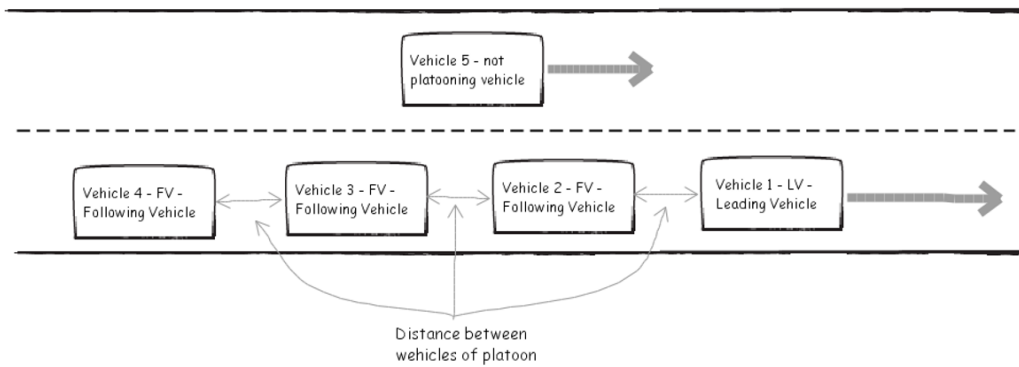 Vehicle 5 - not
platooning vehicle
Vehicle 4 - FV -
Following Vehicle
Vehicle 3 - FV -
Following Vehicle
Vehicle 2 - FV -
Following Vehicle
Vehicle 1 - LV -
Leading Vehicle
Distance between
wehicles of platoon